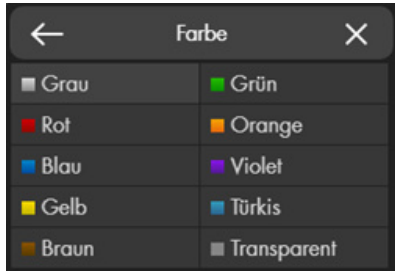 Farbe
Grau
Grün
Rot
Orange
Blau
Violet
Gelb
Türkis
Braun
Transparent